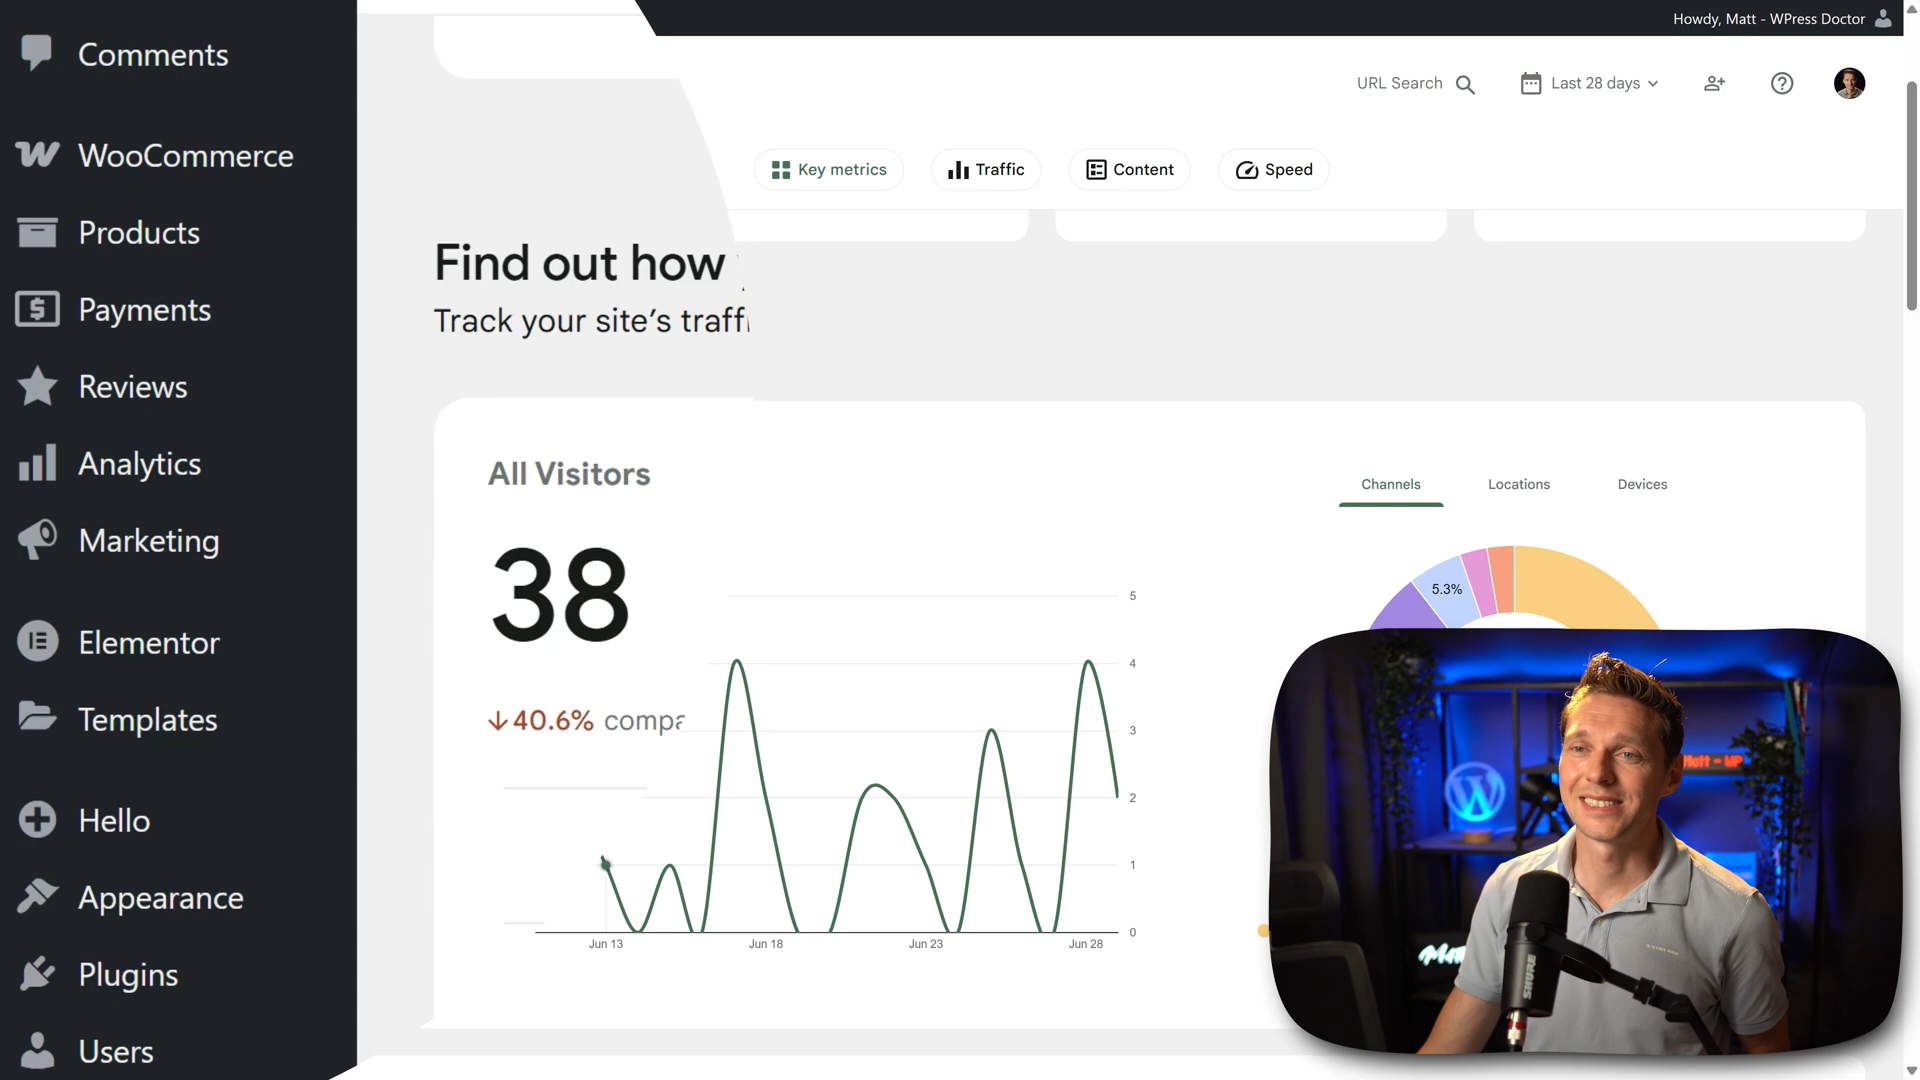 Comments
WooCommerce
Products
Payments
Reviews
Analytics
Marketing
Elementor
Templates
Hello
Appearance
Plugins
Users
Howdy, Matt - WPress Doctor
URL Search
Last 28 days
Key metrics
Traffic
Content
Speed
Find out how
Track your site's traff
All Visitors
38
↓40.6% compa
Channels
Locations
Devices
5.3%
5
4
3
2
1
0
Jun 13
Jun 18
Jun 23
Jun 28
Matt - WP
SHURE